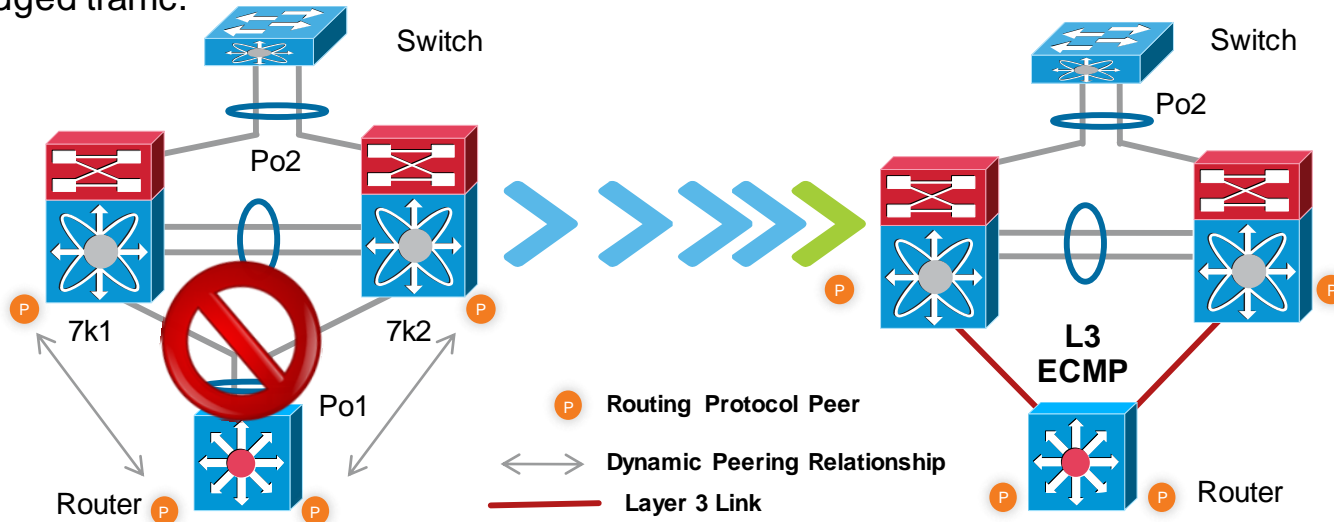 traffic.
Switch
Po2
7k1
7k2
Po1
Router
P
P
P
P
P Routing Protocol Peer
Dynamic Peering Relationship
Layer 3 Link
Switch
Po2
P
P
L3
ECMP
P
P
Router